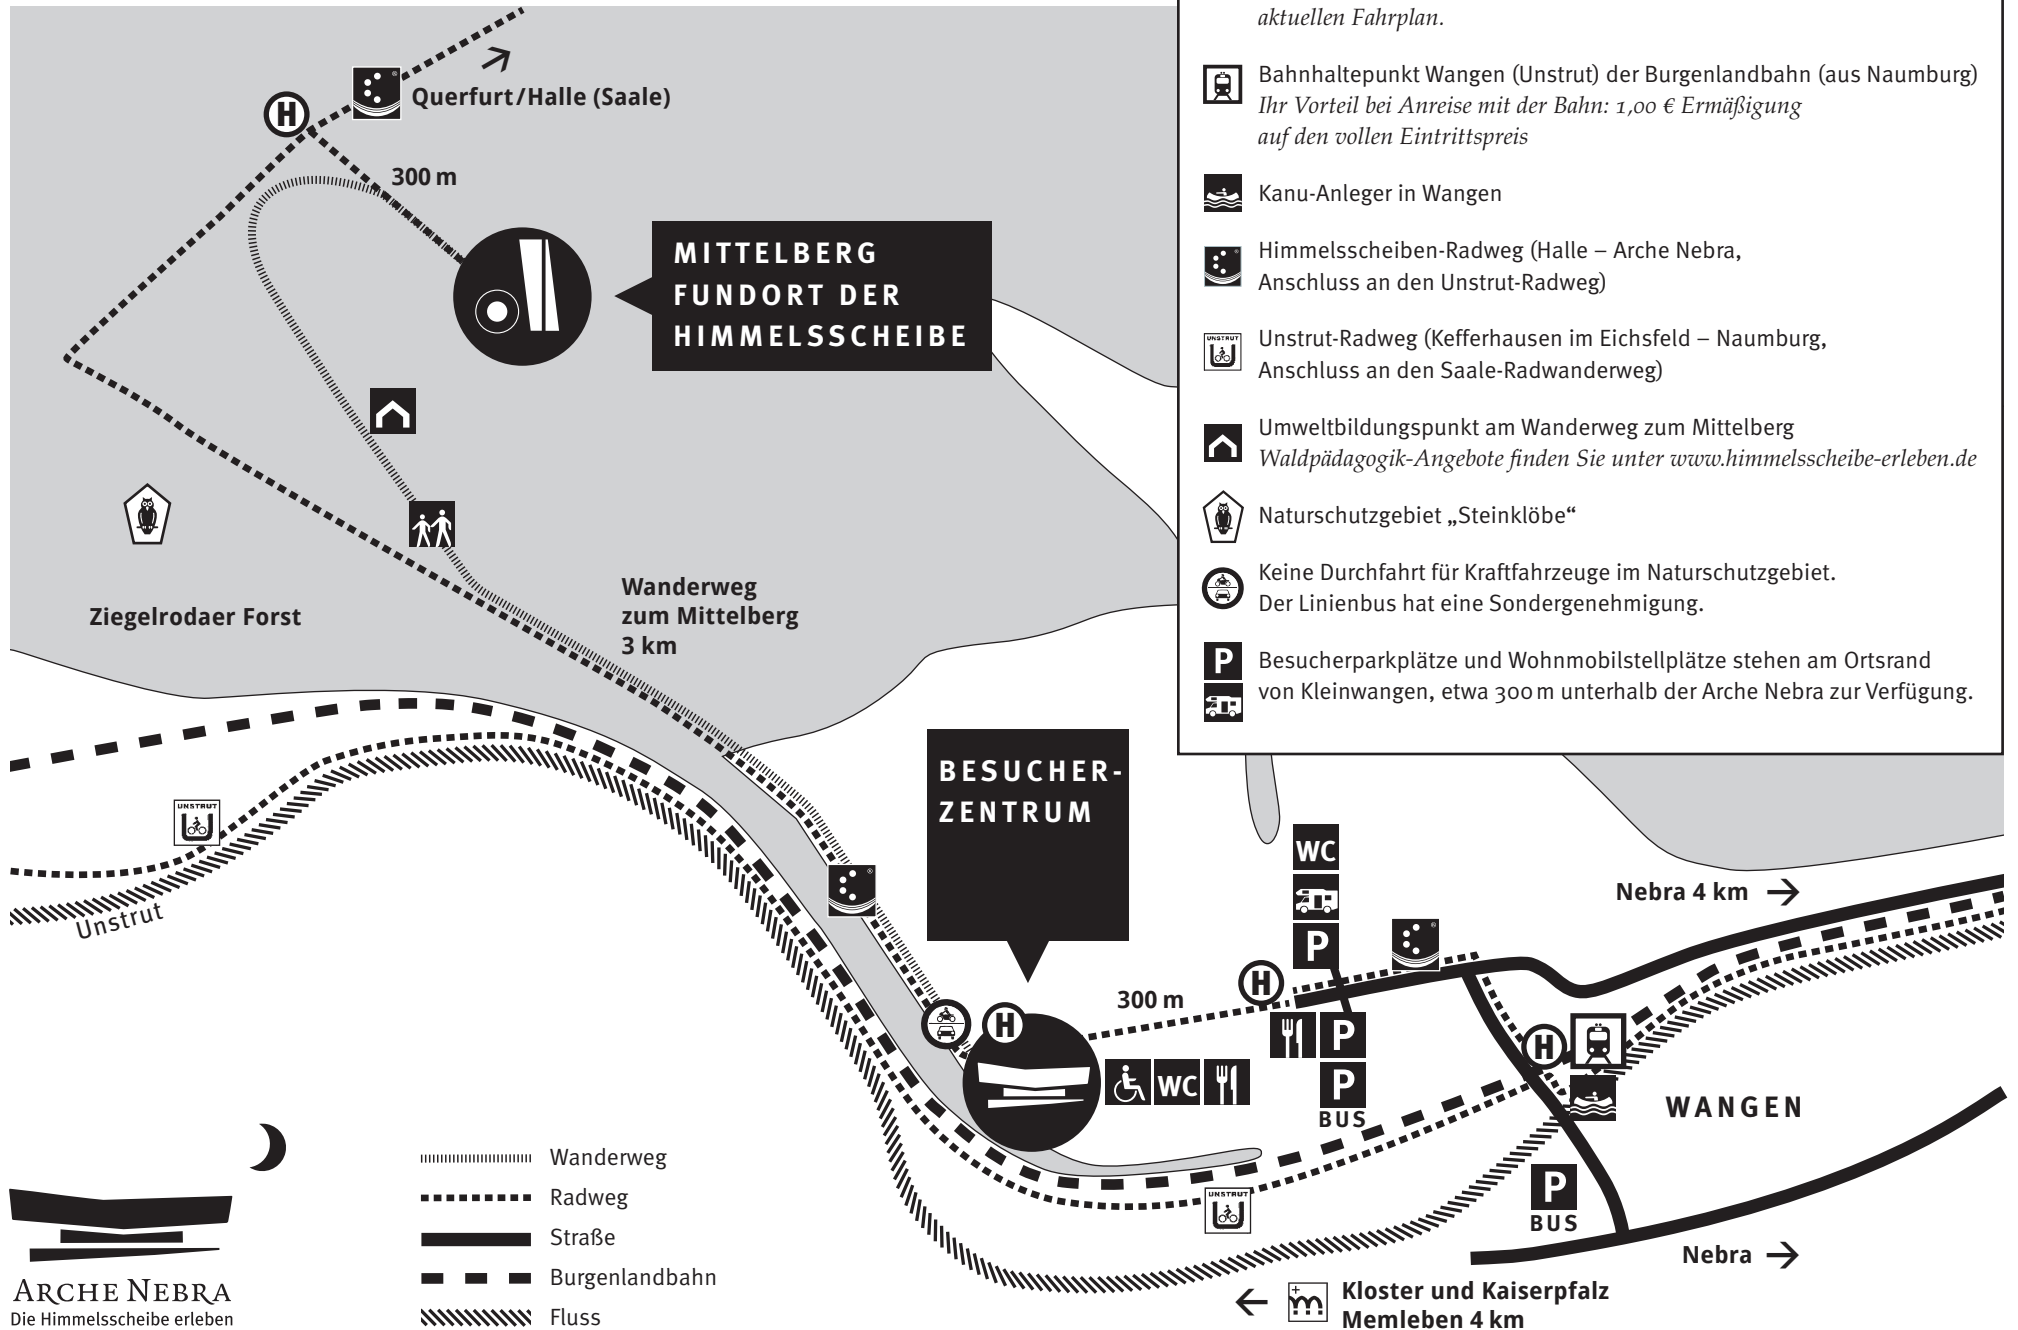 aktuellen Fahrplan.
Bahnhaltepunkt Wangen (Unstrut) der Burgenlandbahn (aus Naumburg)
Ihr Vorteil bei Anreise mit der Bahn: 1,00 € Ermäßigung
auf den vollen Eintrittspreis
Kanu-Anleger in Wangen
Himmelsscheiben-Radweg (Halle – Arche Nebra,
Anschluss an den Unstrut-Radweg)
UNSTRUT
Unstrut-Radweg (Kefferhausen im Eichsfeld – Naumburg,
Anschluss an den Saale-Radwanderweg)
Umweltbildungspunkt am Wanderweg zum Mittelberg
Waldpädagogik-Angebote finden Sie unter www.himmelsscheibe-erleben.de
Naturschutzgebiet „Steinklöbe“
Keine Durchfahrt für Kraftfahrzeuge im Naturschutzgebiet.
Der Linienbus hat eine Sondergenehmigung.
P
Besucherparkplätze und Wohnmobilstellplätze stehen am Ortsrand
von Kleinwangen, etwa 300 m unterhalb der Arche Nebra zur Verfügung.
Querfurt/Halle (Saale)
H
300 m
MITTELBERG
FUNDORT DER
HIMMELSSCHEIBE
Ziegelrodaer Forst
Wanderweg
zum Mittelberg
3 km
BESUCHER-
ZENTRUM
UNSTRUT
Unstrut
WC
P
Nebra 4 km
H
300 m
H
P
H
WC
P
BUS
WANGEN
P
BUS
UNSTRUT
Nebra
Kloster und Kaiserpfalz
Memleben 4 km
Wanderweg
Radweg
Straße
Burgenlandbahn
Fluss
ARCHE NEBRA
Die Himmelsscheibe erleben